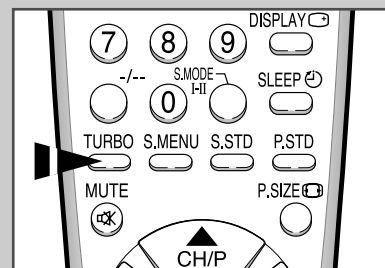 DISPLAY
7 8 9
-/-- S.MODE SLEEP
I-II
0
TURBO S.MENU S.STD P.STD
MUTE P.SIZE
CH/P